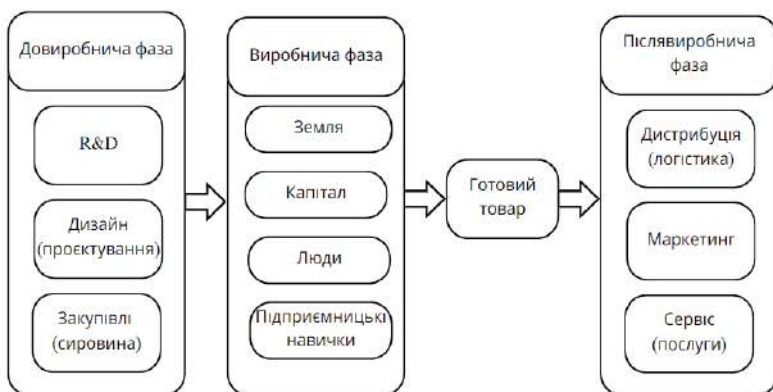 Довиробнича фаза
R&D
Дизайн
(проєктування)
Закупівлі
(сировина)
Виробнича фаза
Земля
Капітал
Люди
Підприємницькі
навички
Готовий
товар
Післявиробнича
фаза
Дистрибуція
(логістика)
Маркетинг
Сервіс
(послуги)